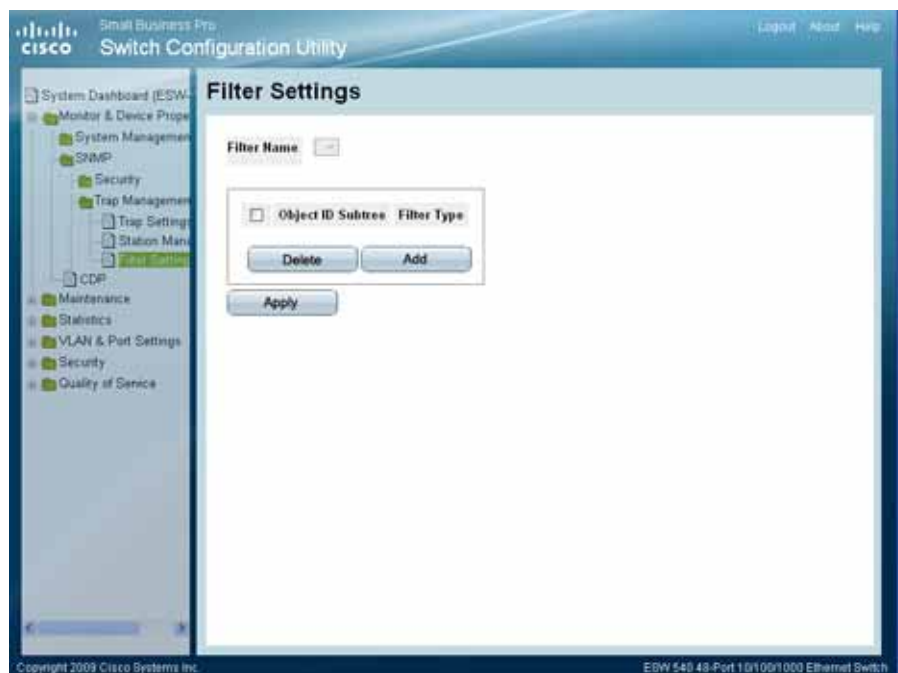 Small Business Pro
CISCO Switch Configuration Utility
Logout About Help
System Dashboard (ESW-
Monitor & Device Prope
System Managemen
SNMP
Security
Trap Managemen
Trap Settings
Station Mana
Filter Setting
CDP
Maintenance
Statistics
VLAN & Port Settings
Security
Quality of Service
Filter Settings
Filter Name
Object ID Subtree Filter Type
Delete Add
Apply
Copyright 2009 Cisco Systems Inc.
ESW 540 48-Port 10/100/1000 Ethernet Switch